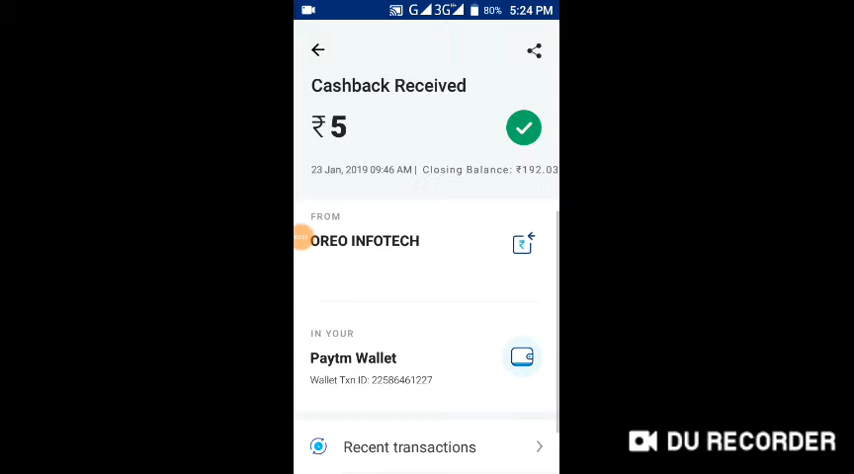 G 3G 80% 5:24 PM
Cashback Received
₹5
23 Jan, 2019 09:46 AM | Closing Balance: ₹192.03
FROM
OREO INFOTECH
₹
IN YOUR
Paytm Wallet
Wallet Txn ID: 22586461227
Recent transactions
DU RECORDER